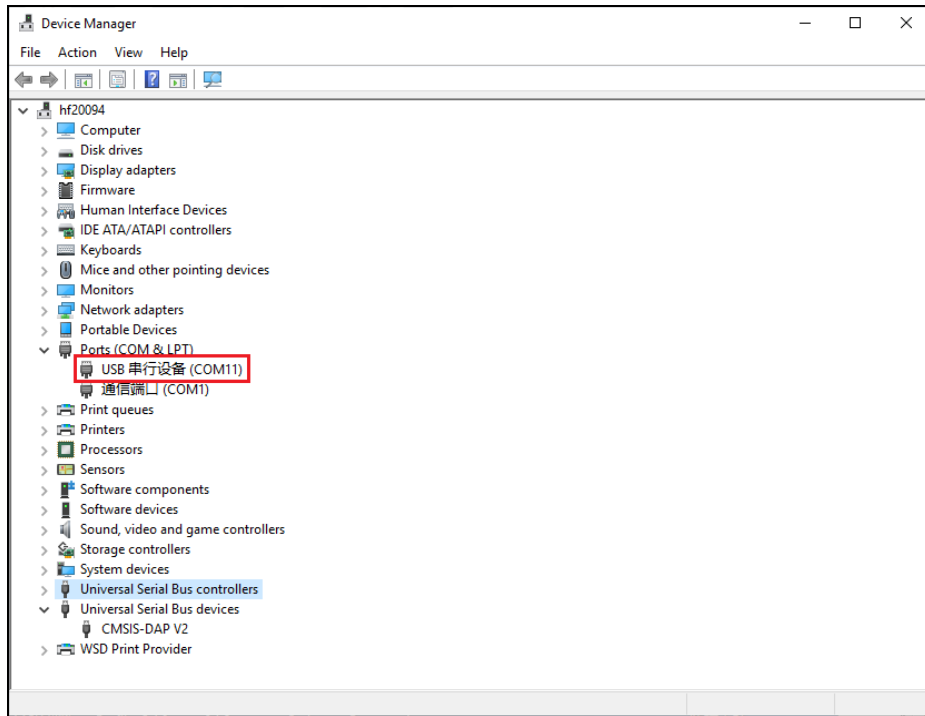 Device Manager
File Action View Help
hf20094
Computer
Disk drives
Display adapters
Firmware
Human Interface Devices
IDE ATA/ATAPI controllers
Keyboards
Mice and other pointing devices
Monitors
Network adapters
Portable Devices
Ports (COM & LPT)
USB 串行设备 (COM11)
通信端口 (COM1)
Print queues
Printers
Processors
Sensors
Software components
Software devices
Sound, video and game controllers
Storage controllers
System devices
Universal Serial Bus controllers
Universal Serial Bus devices
CMSIS-DAP V2
WSD Print Provider